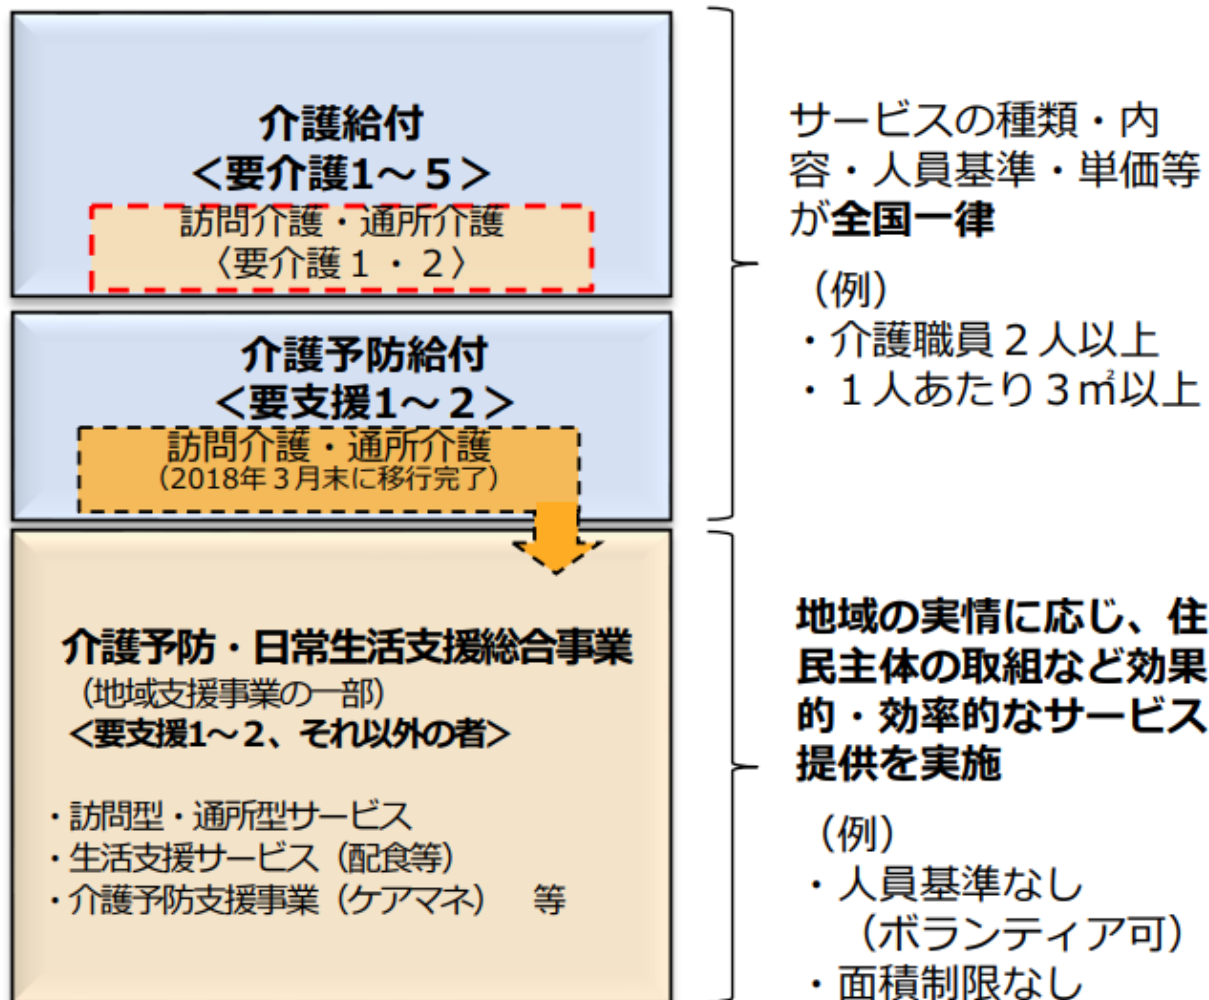 介護給付
＜要介護1～５＞
訪問介護・通所介護
〈要介護１・２〉
介護予防給付
＜要支援1～２＞
訪問介護・通所介護
（2018年３月末に移行完了）
介護予防・日常生活支援総合事業
（地域支援事業の一部）
＜要支援1～２、それ以外の者＞
・訪問型・通所型サービス
・生活支援サービス（配食等）
・介護予防支援事業（ケアマネ）　等
サービスの種類・内
容・人員基準・単価等
が全国一律
（例）
・介護職員２人以上
・１人あたり３㎡以上
地域の実情に応じ、住
民主体の取組など効果
的・効率的なサービス
提供を実施
（例）
・人員基準なし
（ボランティア可）
・面積制限なし